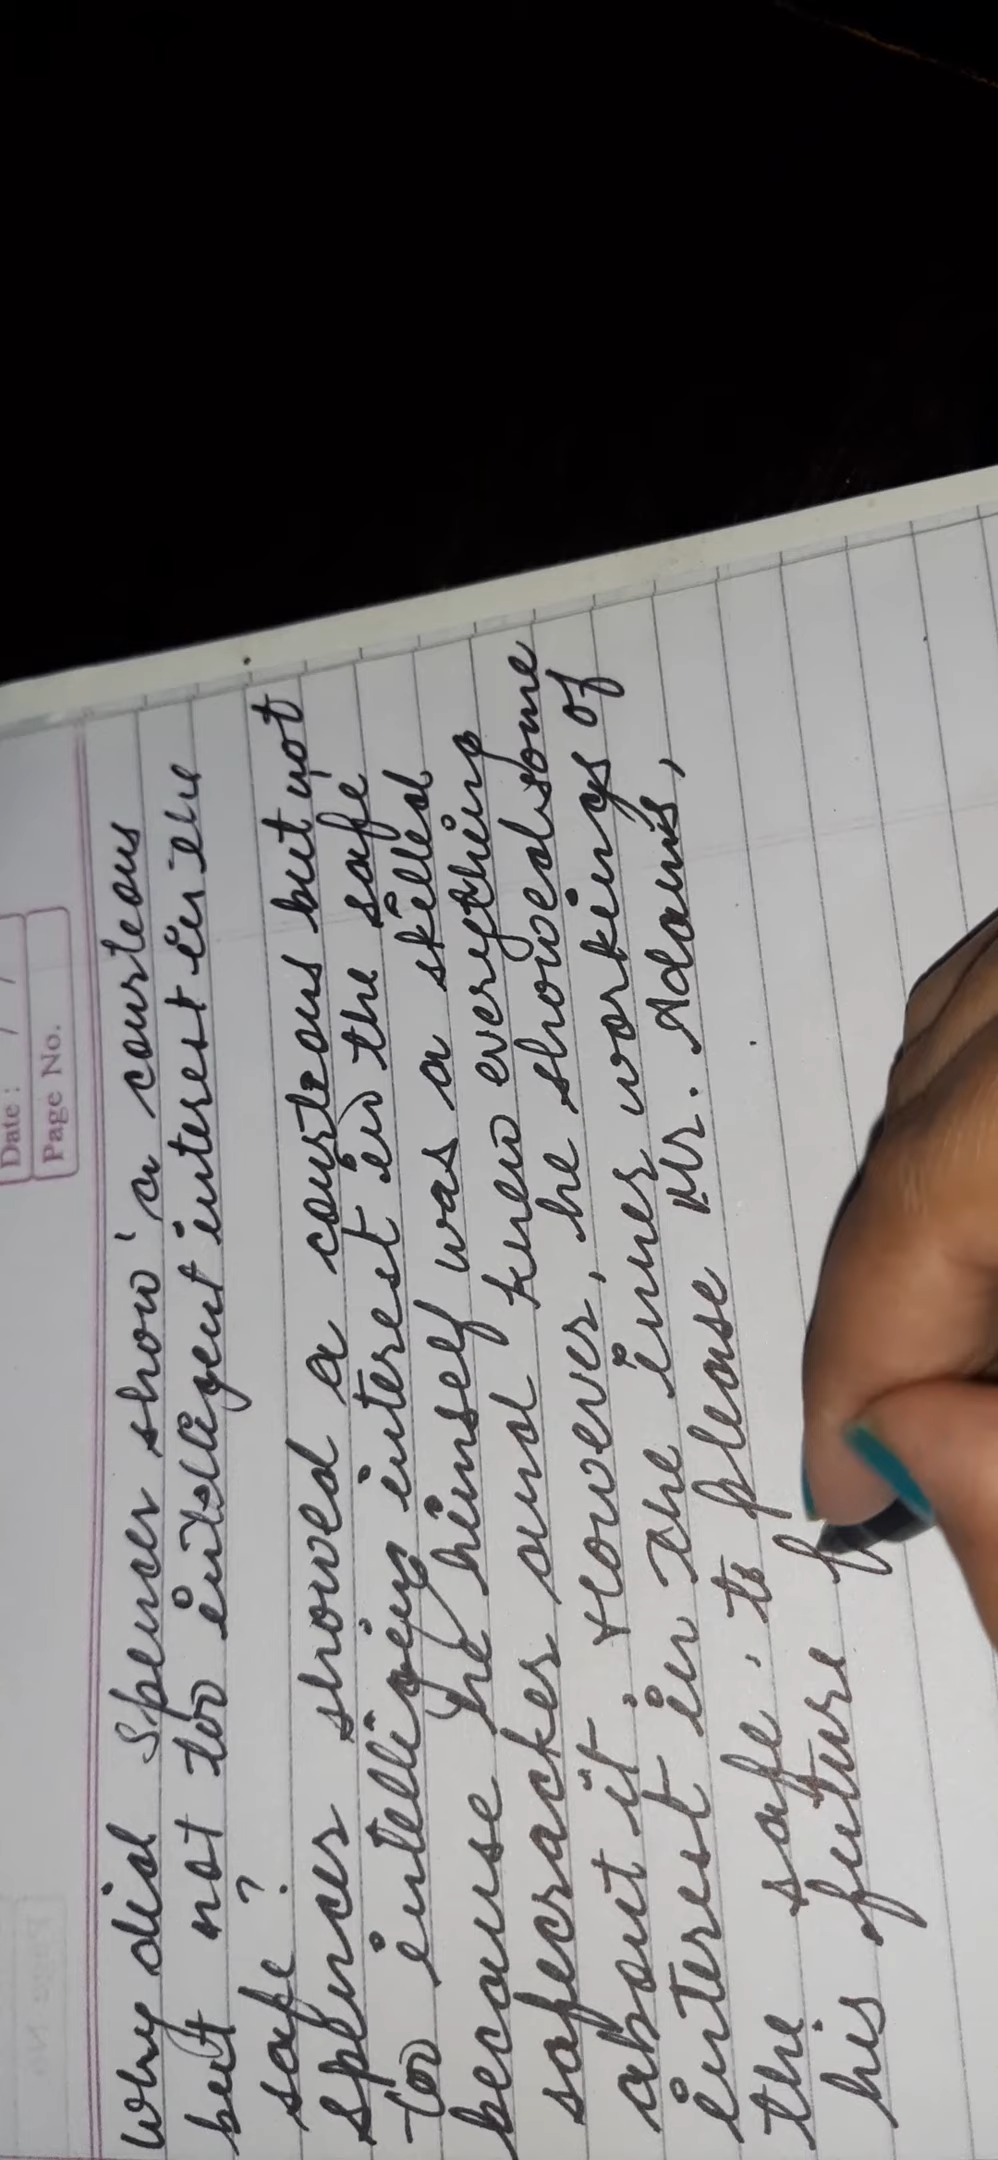 Date: / /
Page No.
Why did Spencer show 'a courteous
but not too intelligent interest in the
safe?
Spencer showed a courteous but not
too intelligent interest in the safe
because he himself was a skilled
safecracker and knew everything
about it. However, he showed some
interest in the inner workings of
the safe, to please Mr. Adams,
his future f